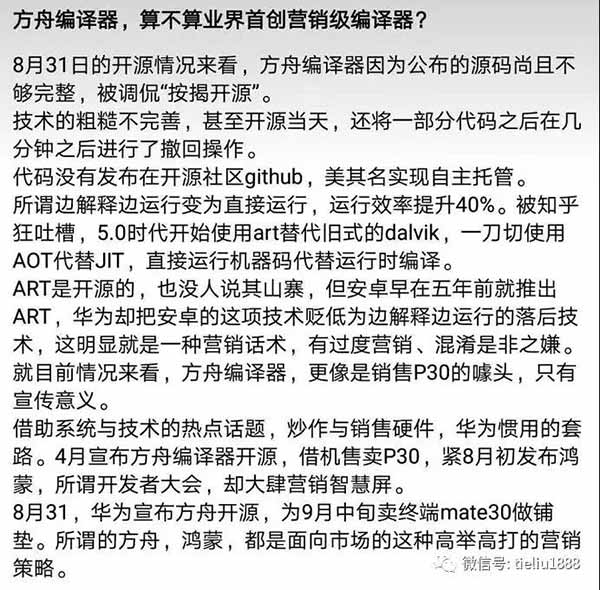 方舟编译器，算不算业界首创营销级编译器？
8月31日的开源情况来看，方舟编译器因为公布的源码尚且不
够完整，被调侃“按揭开源”。
技术的粗糙不完善，甚至开源当天，还将一部分代码之后在几
分钟之后进行了撤回操作。
代码没有发布在开源社区github，美其名实现自主托管。
所谓边解释边运行变为直接运行，运行效率提升40%。被知乎
狂吐槽，5.0时代开始使用art替代旧式的dalvik，一刀切使用
AOT代替JIT，直接运行机器码代替运行时编译。
ART是开源的，也没人说其山寨，但安卓早在五年前就推出
ART，华为却把安卓的这项技术贬低为边解释边运行的落后技
术，这明显就是一种营销话术，有过度营销、混淆是非之嫌。
就目前情况来看，方舟编译器，更像是销售P30的噱头，只有
宣传意义。
借助系统与技术的热点话题，炒作与销售硬件，华为惯用的套
路。4月宣布方舟编译器开源，借机售卖P30，紧8月初发布鸿
蒙，所谓开发者大会，却大肆营销智慧屏。
8月31，华为宣布方舟开源，为9月中旬卖终端mate30做铺
垫。所谓的方舟，鸿蒙，都是面向市场的这种高举高打的营销
策略。
微信号: tieliu1888